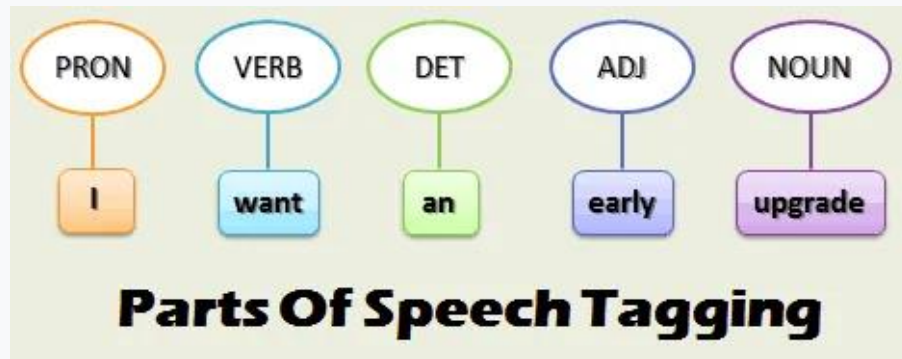 PRON VERB DET ADJ NOUN
I want an early upgrade
Parts Of Speech Tagging